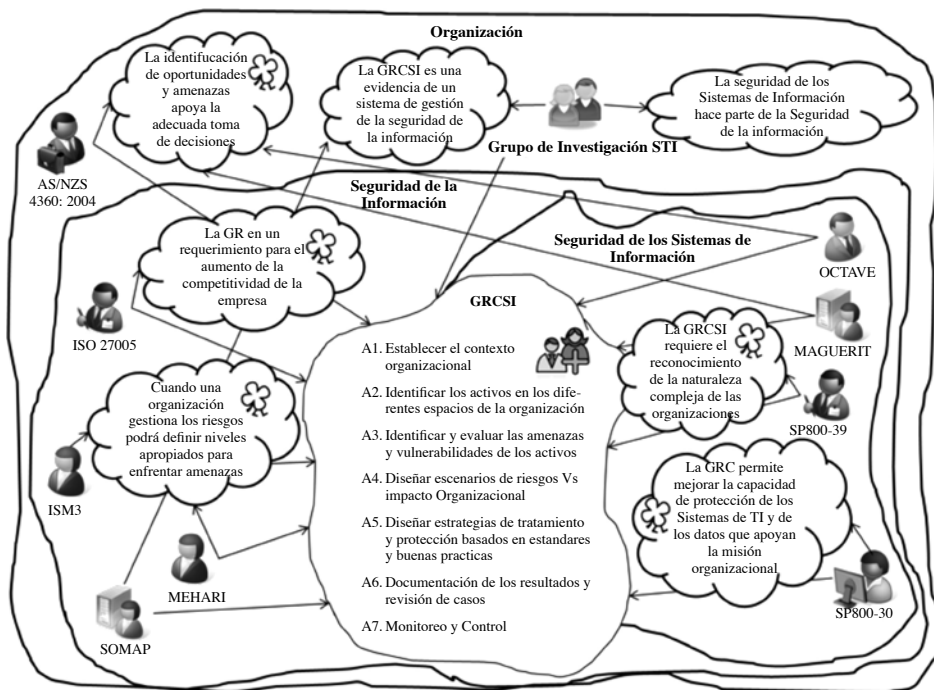 Organización
La identifucación
de oportunidades
y amenazas
apoya la
adecuada toma
de decisiones
La GRCSI es una
evidencia de un
sistema de gestión
de la seguridad de
la información
La seguridad de los
Sistemas de Información
hace parte de la Seguridad
de la información
Grupo de Investigación STI
AS/NZS
4360: 2004
Seguridad de la
Información
La GR en un
requerimiento para el
aumento de la
competitividad de la
empresa
Seguridad de los Sistemas de
Información
OCTAVE
ISO 27005
GRCSI
La GRCSI
requiere el
reconocimiento
de la naturaleza
compleja de las
organizaciones
MAGUERIT
SP800-39
Cuando una
organización
gestiona los riesgos
podrá definir niveles
apropiados para
enfrentar amenazas
ISM3
A1. Establecer el contexto
organizacional
A2. Identificar los activos en los dife-
rentes espacios de la organización
A3. Identificar y evaluar las amenazas
y vulnerabilidades de los activos
A4. Diseñar escenarios de riesgos Vs
impacto Organizacional
A5. Diseñar estrategias de tratamiento
y protección basados en estandares
y buenas practicas
A6. Documentación de los resultados y
revisión de casos
A7. Monitoreo y Control
La GRC permite
mejorar la capacidad
de protección de los
Sistemas de TI y de
los datos que apoyan
la misión
organizacional
MEHARI
SOMAP
SP800-30